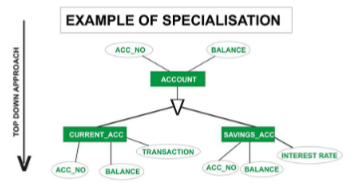 EXAMPLE OF SPECIALISATION
ACC_NO
BALANCE
ACCOUNT
TOP DOWN APPROACH
CURRENT_ACC
SAVINGS_ACC
TRANSACTION
INTEREST RATE
ACC_NO
BALANCE
ACC_NO
BALANCE